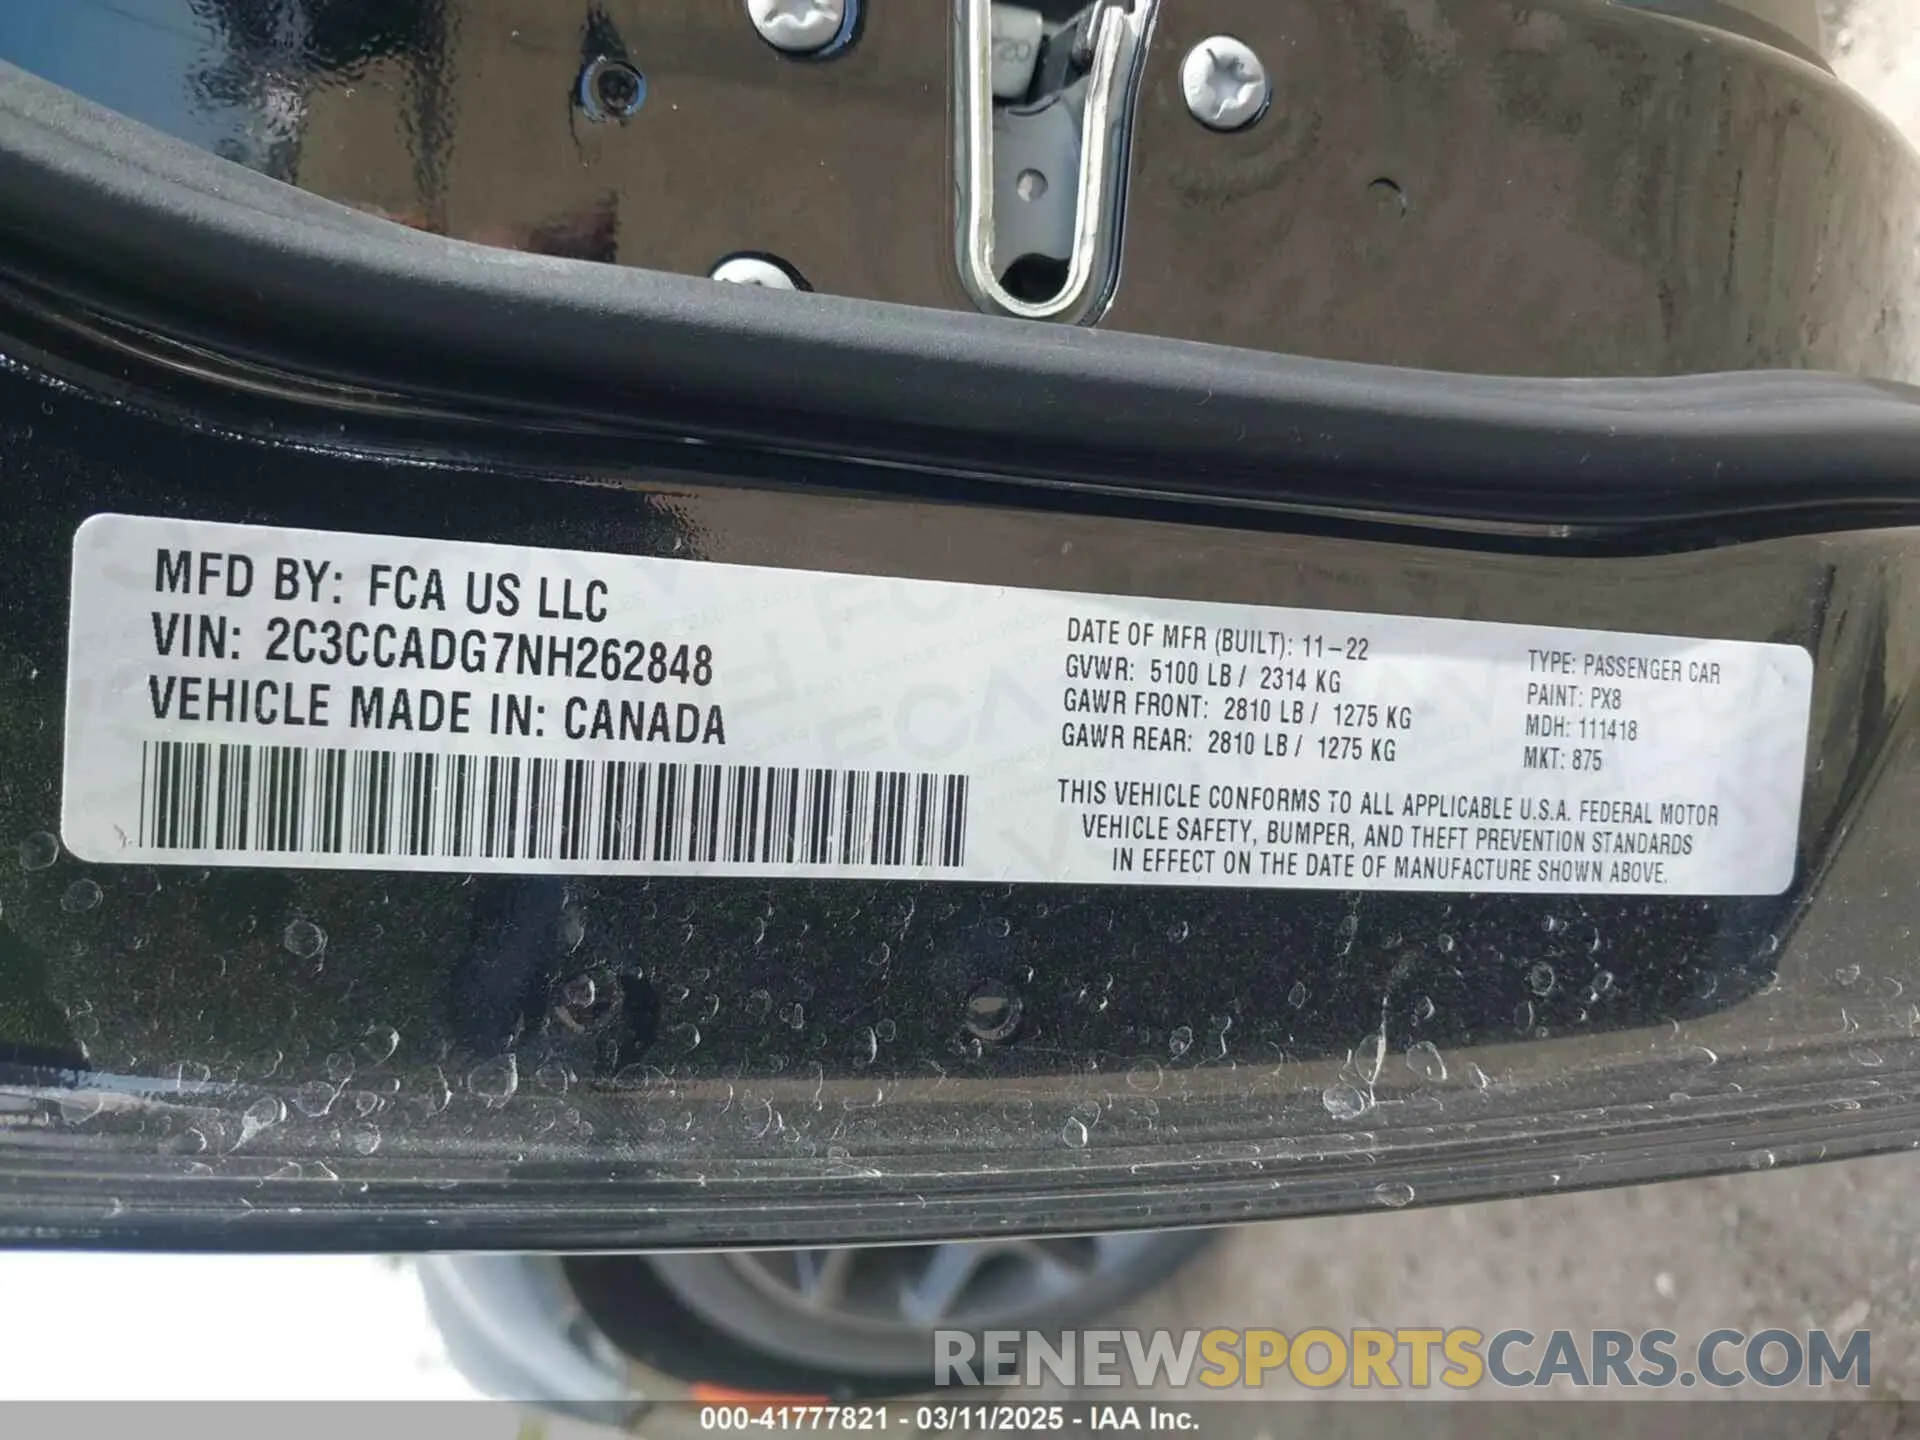 MFD BY: FCA US LLC
VIN: 2C3CCADG7NH262848
VEHICLE MADE IN: CANADA
DATE OF MFR (BUILT): 11-22
GVWR: 5100 LB / 2314 KG
GAWR FRONT: 2810 LB / 1275 KG
GAWR REAR: 2810 LB / 1275 KG
TYPE: PASSENGER CAR
PAINT: PX8
MDH: 111418
MKT: 875
THIS VEHICLE CONFORMS TO ALL APPLICABLE U.S.A. FEDERAL MOTOR
VEHICLE SAFETY, BUMPER, AND THEFT PREVENTION STANDARDS
IN EFFECT ON THE DATE OF MANUFACTURE SHOWN ABOVE.
RENEWSPORTSCARS.COM
000-41777821 - 03/11/2025 - IAA Inc.